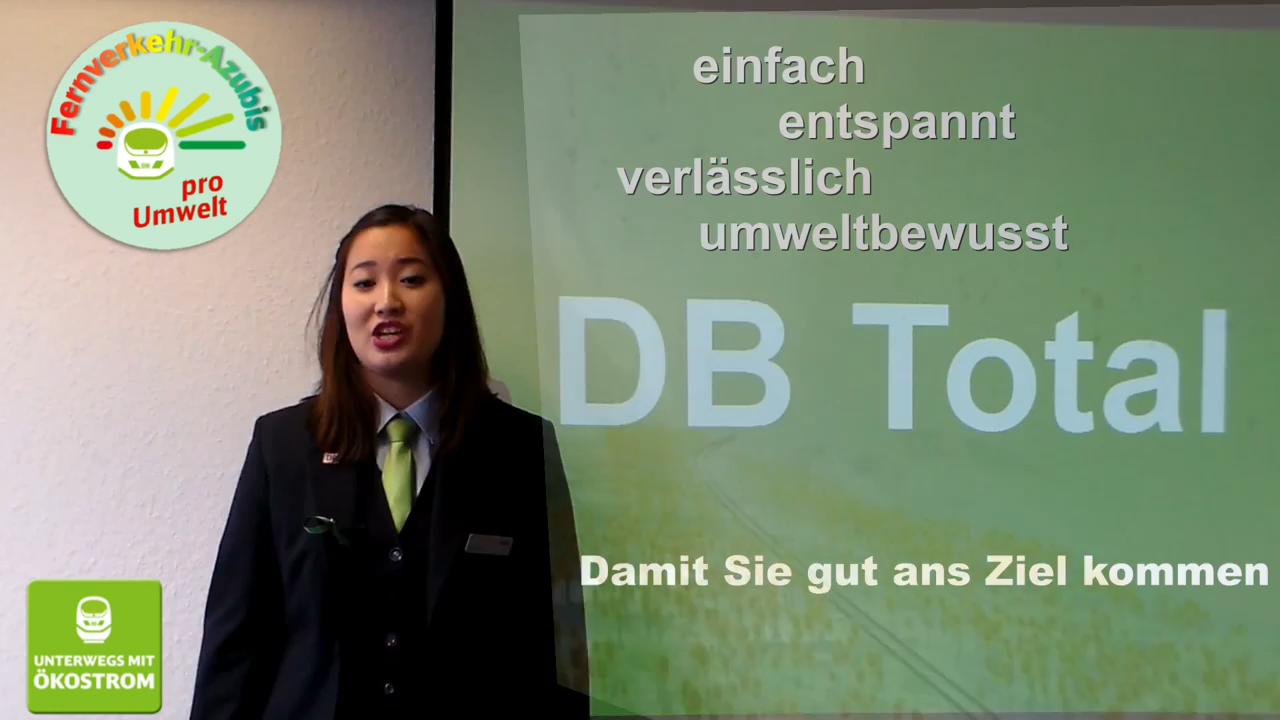 Fernverkehr-Azubis
pro
Umwelt
einfach
entspannt
verlässlich
umweltbewusst
DB Total
Damit Sie gut ans Ziel kommen
UNTERWEGS MIT
ÖKOSTROM